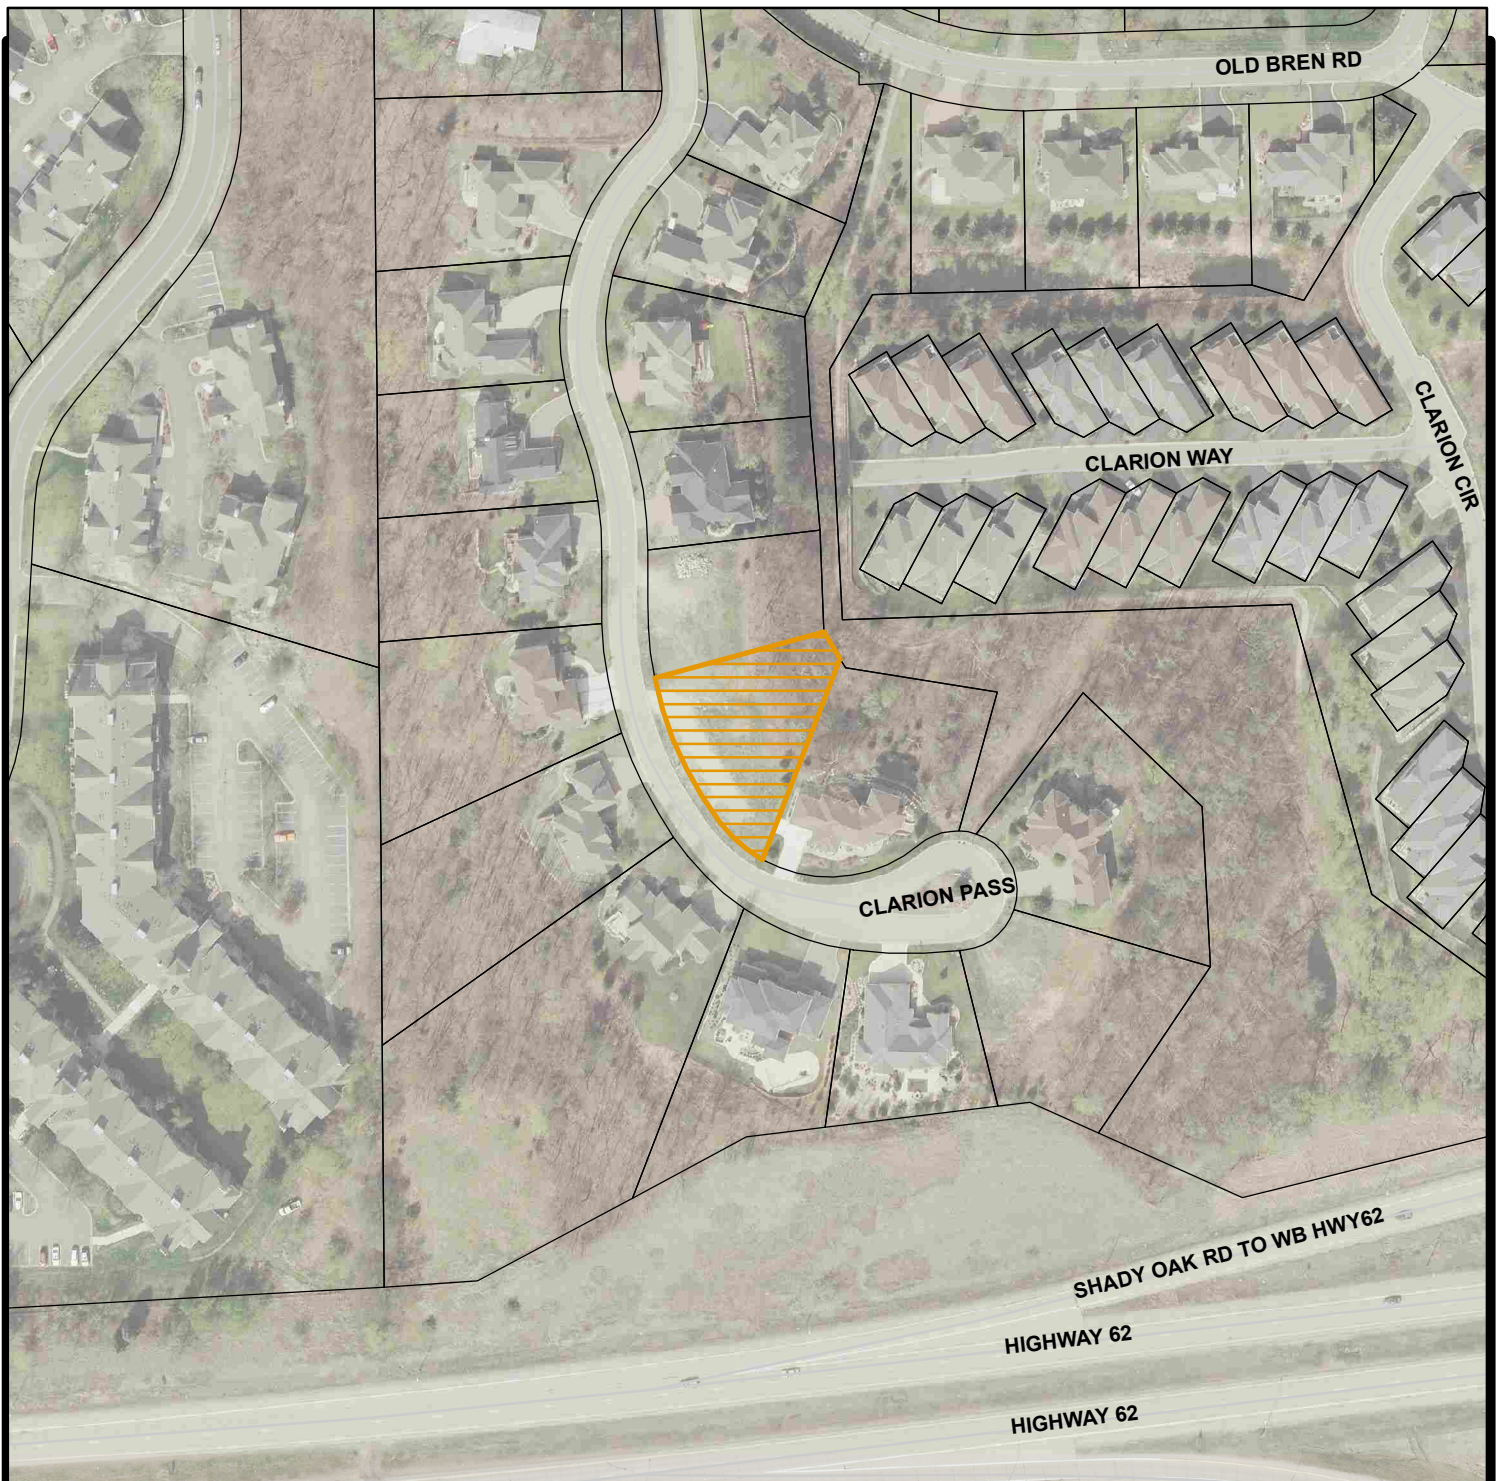 OLD BREN RD
CLARION CIR
CLARION WAY
CLARION PASS
SHADY OAK RD TO WB HWY62
HIGHWAY 62
HIGHWAY 62